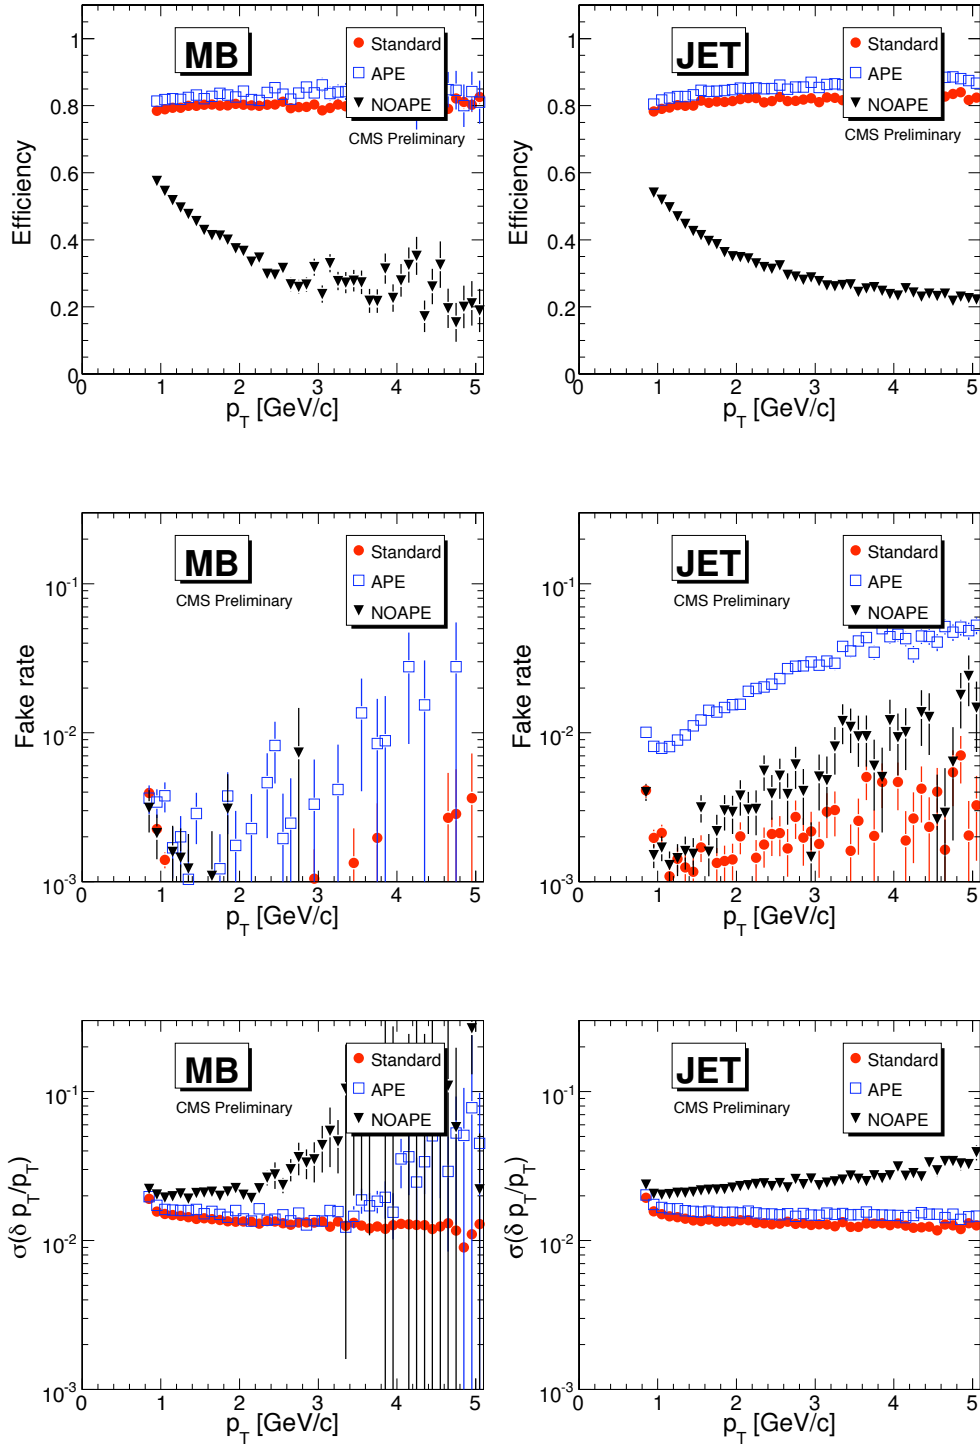 MB
Standard
APE
NOAPE
CMS Preliminary
Efficiency
1
0.8
0.6
0.4
0.2
0
0 1 2 3 4 5
p_T [GeV/c]
JET
Standard
APE
NOAPE
CMS Preliminary
Efficiency
1
0.8
0.6
0.4
0.2
0
0 1 2 3 4 5
p_T [GeV/c]
MB
Standard
APE
NOAPE
CMS Preliminary
Fake rate
10^-1
10^-2
10^-3
0 1 2 3 4 5
p_T [GeV/c]
JET
Standard
APE
NOAPE
CMS Preliminary
Fake rate
10^-1
10^-2
10^-3
0 1 2 3 4 5
p_T [GeV/c]
MB
Standard
APE
NOAPE
CMS Preliminary
σ(δ p_T/p_T)
10^-1
10^-2
10^-3
0 1 2 3 4 5
p_T [GeV/c]
JET
Standard
APE
NOAPE
CMS Preliminary
σ(δ p_T/p_T)
10^-1
10^-2
10^-3
0 1 2 3 4 5
p_T [GeV/c]